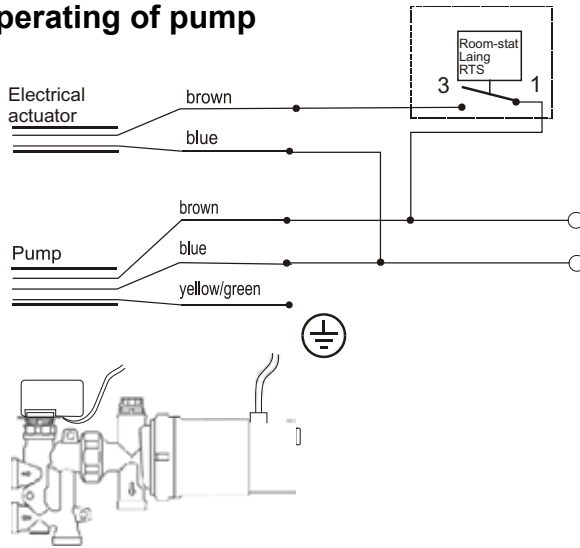 perating of pump
Room-stat
Laing
RTS
3 1
Electrical
actuator
brown
blue
brown
Pump
blue
yellow/green